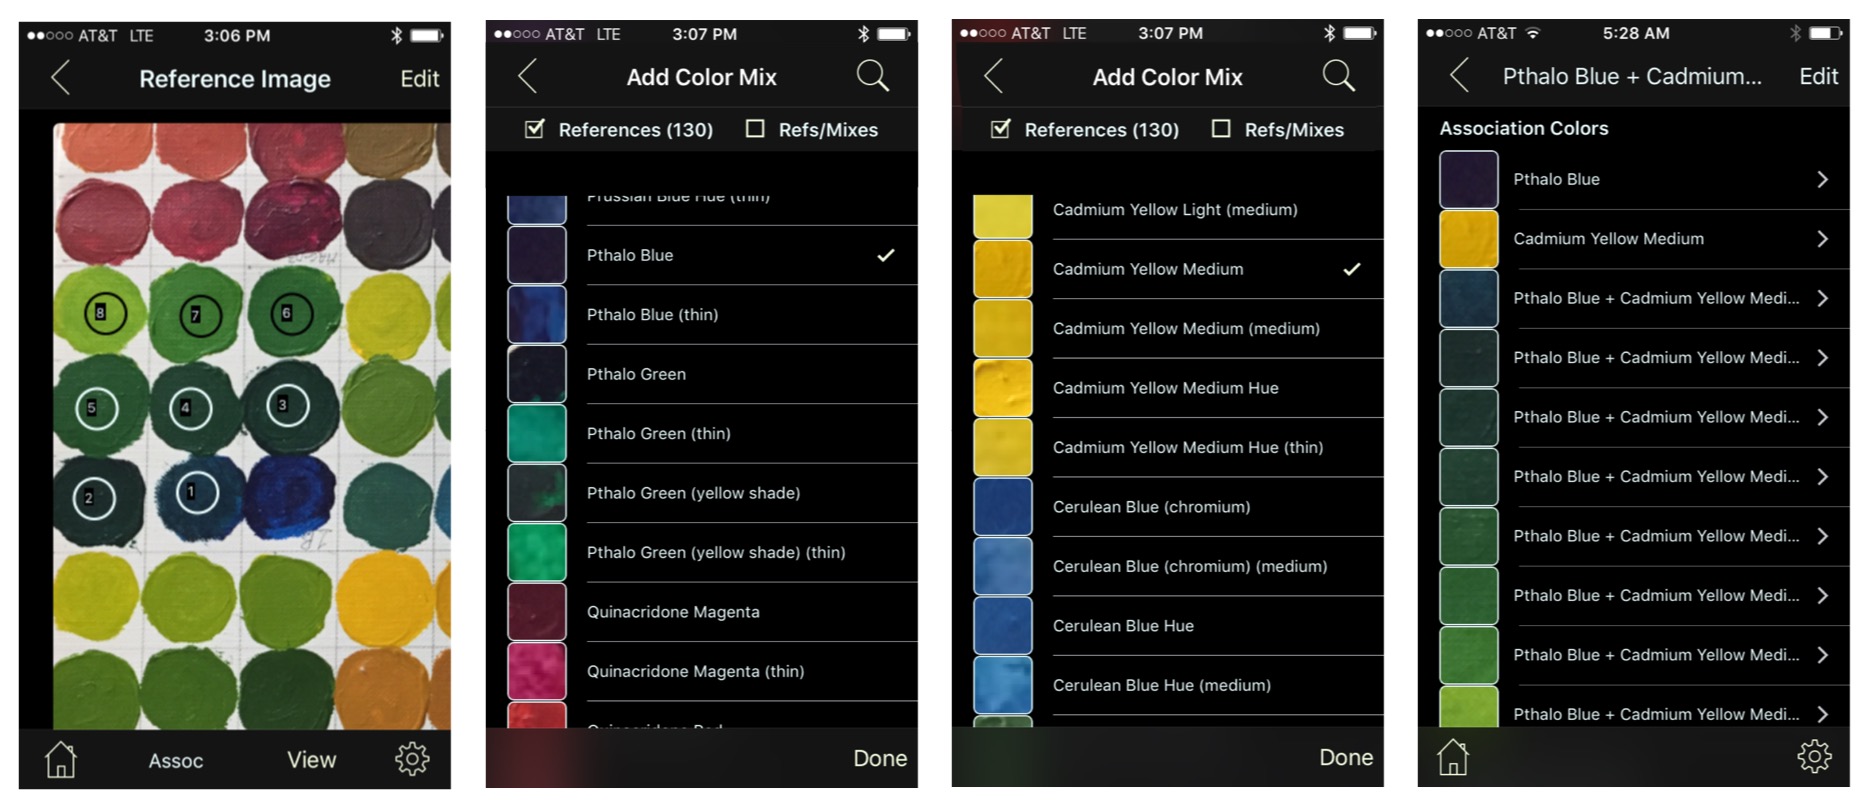 AT&T LTE 3:06 PM
Reference Image Edit
8 7 6
5 4 3
2 1
Assoc View
AT&T LTE 3:07 PM
Add Color Mix
References (130) Refs/Mixes
Prussian Blue Hue (thin)
Pthalo Blue
Pthalo Blue (thin)
Pthalo Green
Pthalo Green (thin)
Pthalo Green (yellow shade)
Pthalo Green (yellow shade) (thin)
Quinacridone Magenta
Quinacridone Magenta (thin)
Quinacridone Red
Done
AT&T LTE 3:07 PM
Add Color Mix
References (130) Refs/Mixes
Cadmium Yellow Light (medium)
Cadmium Yellow Medium
Cadmium Yellow Medium (medium)
Cadmium Yellow Medium Hue
Cadmium Yellow Medium Hue (thin)
Cerulean Blue (chromium)
Cerulean Blue (chromium) (medium)
Cerulean Blue Hue
Cerulean Blue Hue (medium)
Done
AT&T 5:28 AM
Pthalo Blue + Cadmium... Edit
Association Colors
Pthalo Blue
Cadmium Yellow Medium
Pthalo Blue + Cadmium Yellow Medi...
Pthalo Blue + Cadmium Yellow Medi...
Pthalo Blue + Cadmium Yellow Medi...
Pthalo Blue + Cadmium Yellow Medi...
Pthalo Blue + Cadmium Yellow Medi...
Pthalo Blue + Cadmium Yellow Medi...
Pthalo Blue + Cadmium Yellow Medi...
Pthalo Blue + Cadmium Yellow Medi...